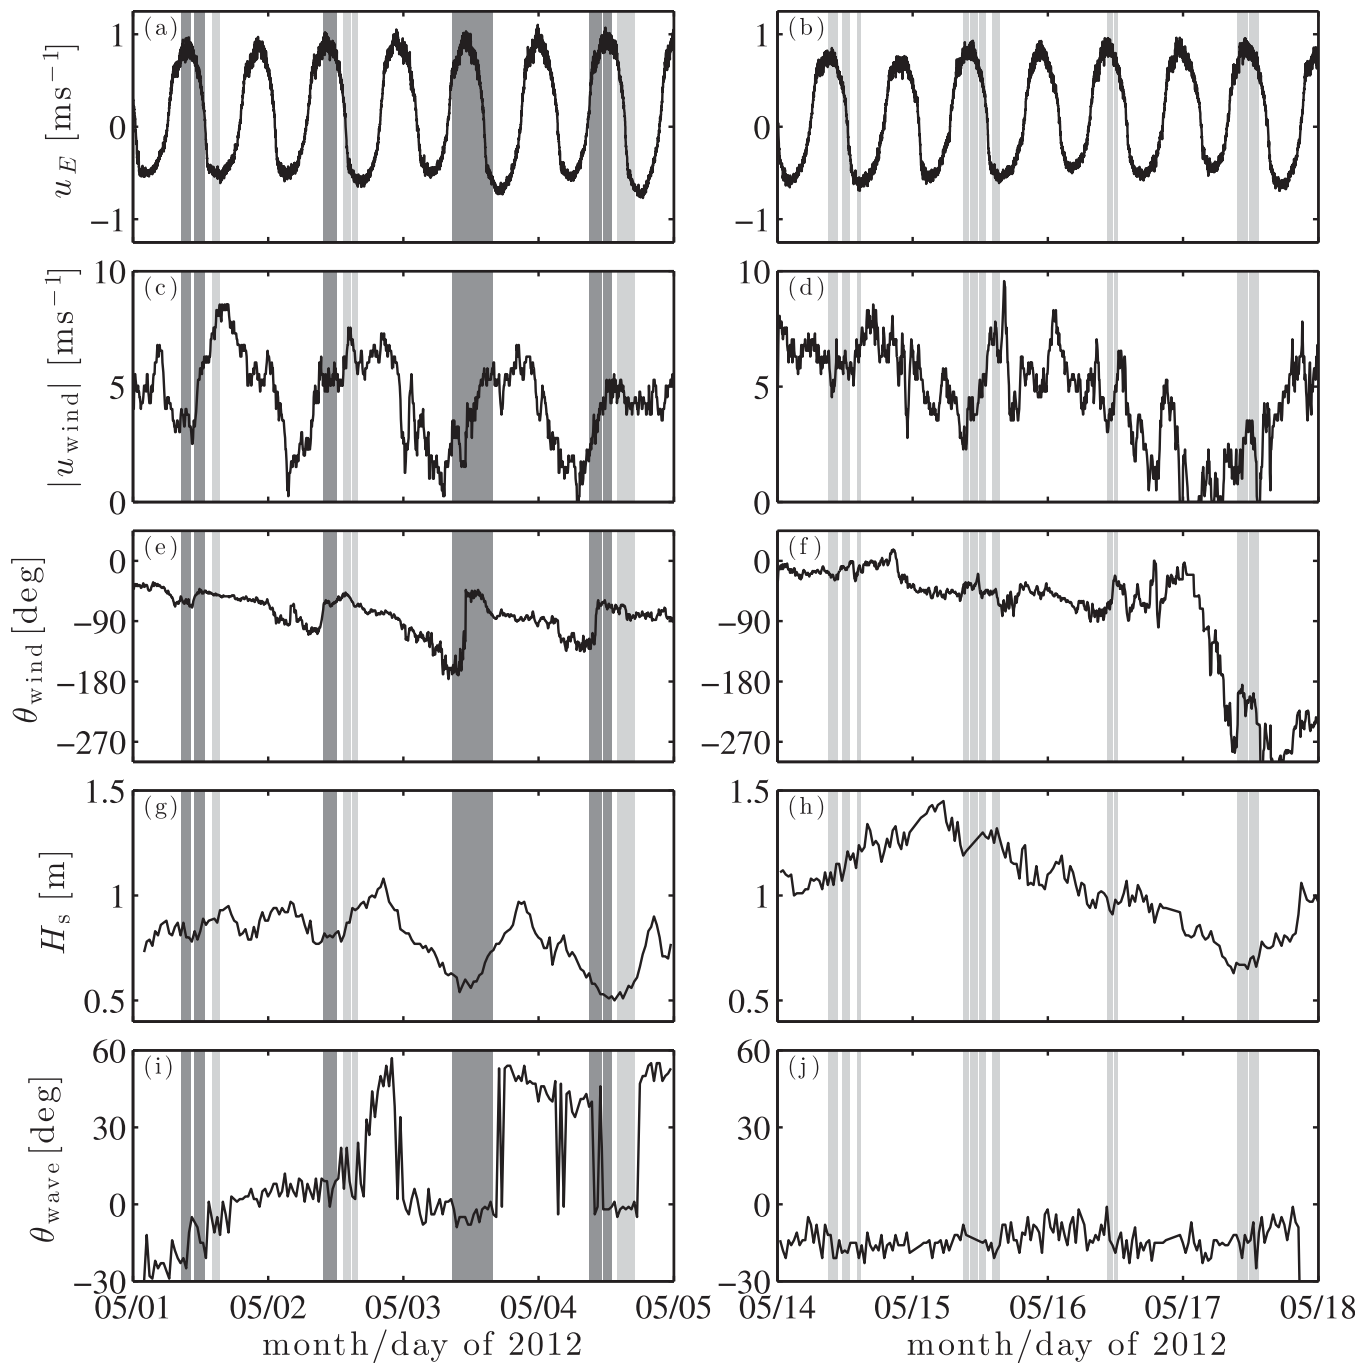 (a)
1
0
−1
u_E [ms⁻¹]
(b)
1
0
−1
(c)
10
5
0
|u_wind| [ms⁻¹]
(d)
10
5
0
(e)
0
−90
−180
−270
θ_wind [deg]
(f)
0
−90
−180
−270
(g)
1.5
1
0.5
H_s [m]
(h)
1.5
1
0.5
(i)
60
30
0
−30
θ_wave [deg]
(j)
60
30
0
−30
05/01 05/02 05/03 05/04 05/05
05/14 05/15 05/16 05/17 05/18
month/day of 2012
month/day of 2012